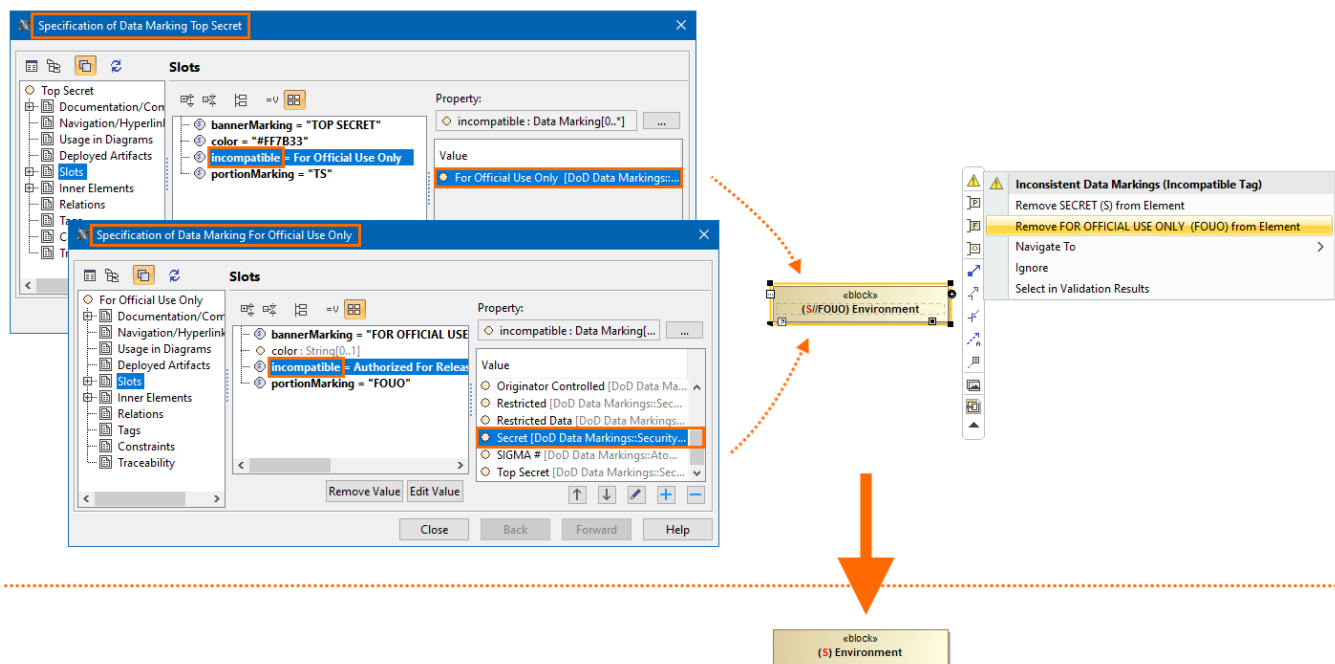 Specification of Data Marking Top Secret
Slots
Top Secret
Documentation/Con
Navigation/Hyperlinl
Usage in Diagrams
Deployed Artifacts
Slots
Inner Elements
Relations
Tags
C
Tr
bannerMarking = "TOP SECRET"
color = "#FF7B33"
incompatible = For Official Use Only
portionMarking = "TS"
Property:
incompatible : Data Marking[0..*]
...
Value
For Official Use Only [DoD Data Markings::...
Specification of Data Marking For Official Use Only
Slots
For Official Use Only
Documentation/Com
Navigation/Hyperlink
Usage in Diagrams
Deployed Artifacts
Slots
Inner Elements
Relations
Tags
Constraints
Traceability
bannerMarking = "FOR OFFICIAL USE
color : String[0..1]
incompatible = Authorized For Releas
portionMarking = "FOUO"
Remove Value
Edit Value
Property:
incompatible : Data Marking[...
...
Value
Originator Controlled [DoD Data Ma...
Restricted [DoD Data Markings::Sec...
Restricted Data [DoD Data Markings...
Secret [DoD Data Markings::Security...
SIGMA # [DoD Data Markings::Ato...
Top Secret [DoD Data Markings::Sec...
Close
Back
Forward
Help
«block»
(S//FOUO) Environment
Inconsistent Data Markings (Incompatible Tag)
Remove SECRET (S) from Element
Remove FOR OFFICIAL USE ONLY (FOUO) from Element
Navigate To
Ignore
Select in Validation Results
«block»
(S) Environment